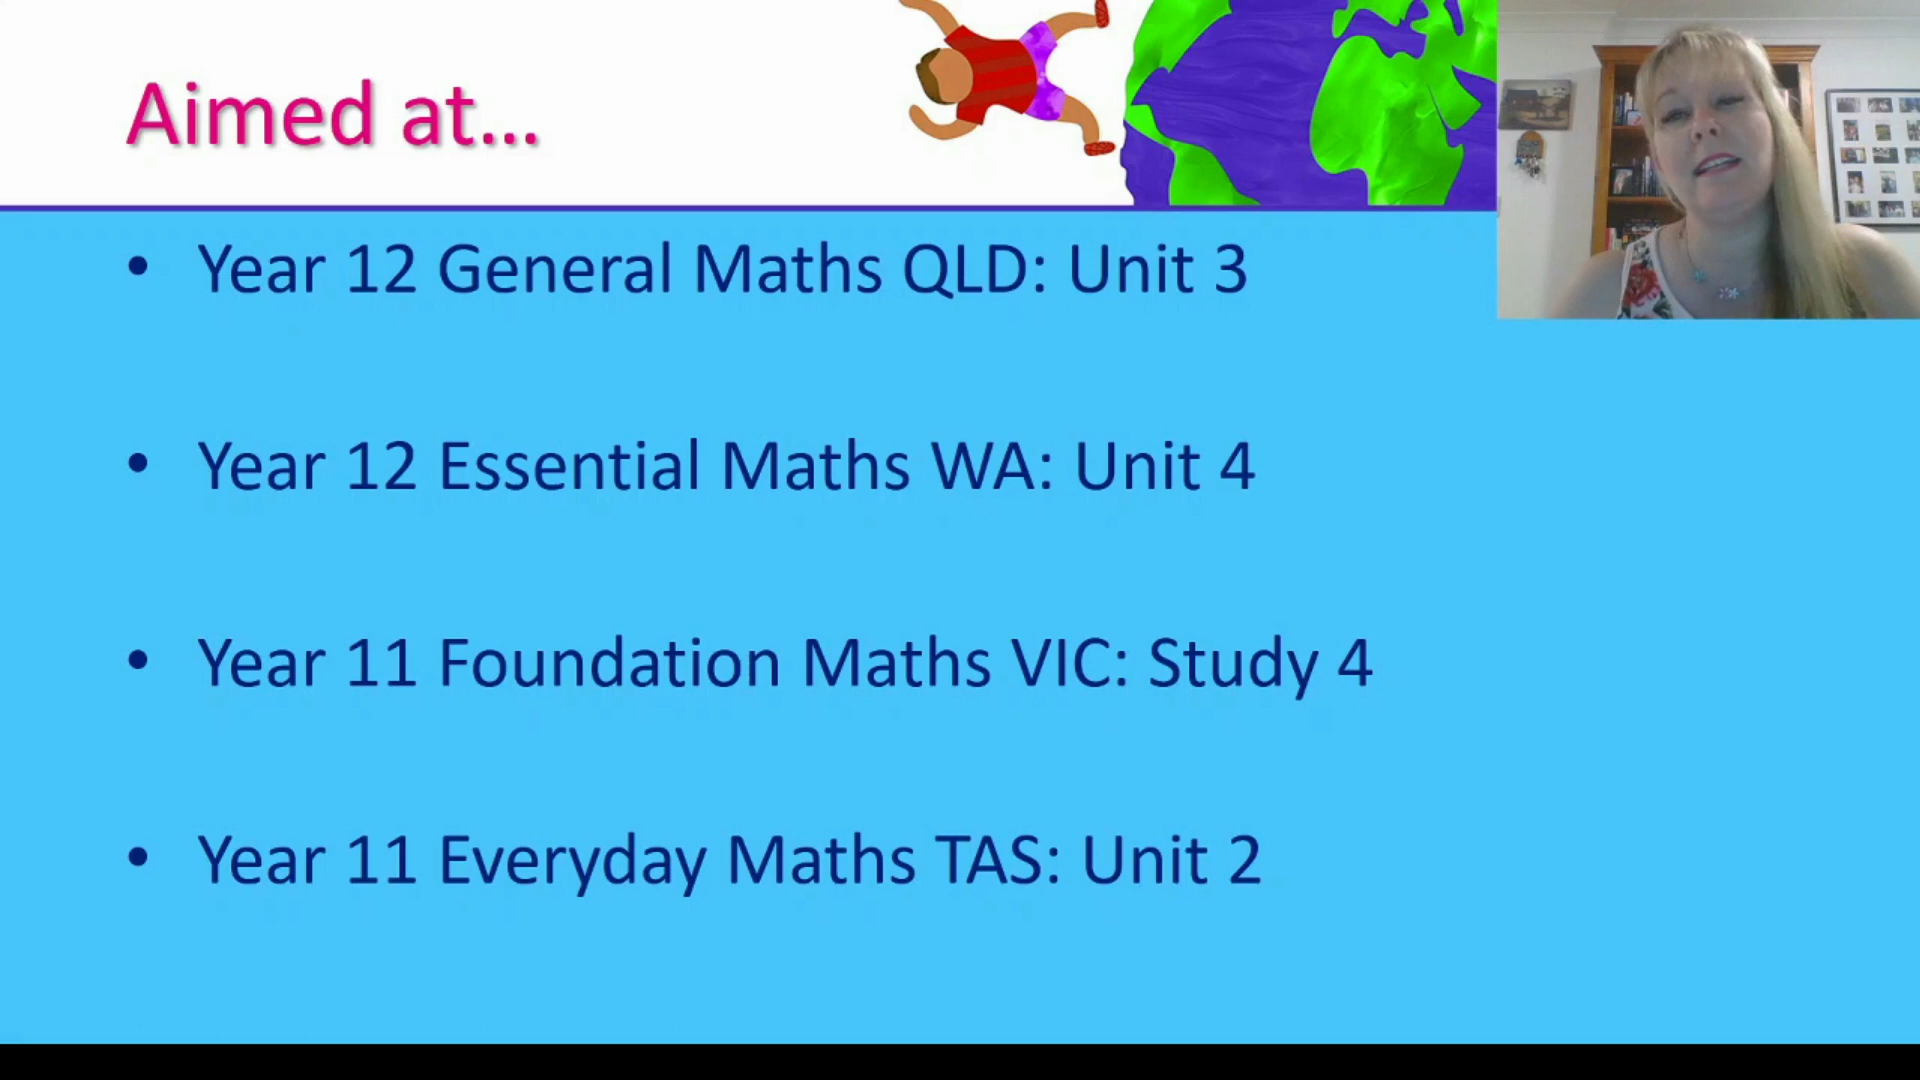 Aimed at...
• Year 12 General Maths QLD: Unit 3
• Year 12 Essential Maths WA: Unit 4
• Year 11 Foundation Maths VIC: Study 4
• Year 11 Everyday Maths TAS: Unit 2